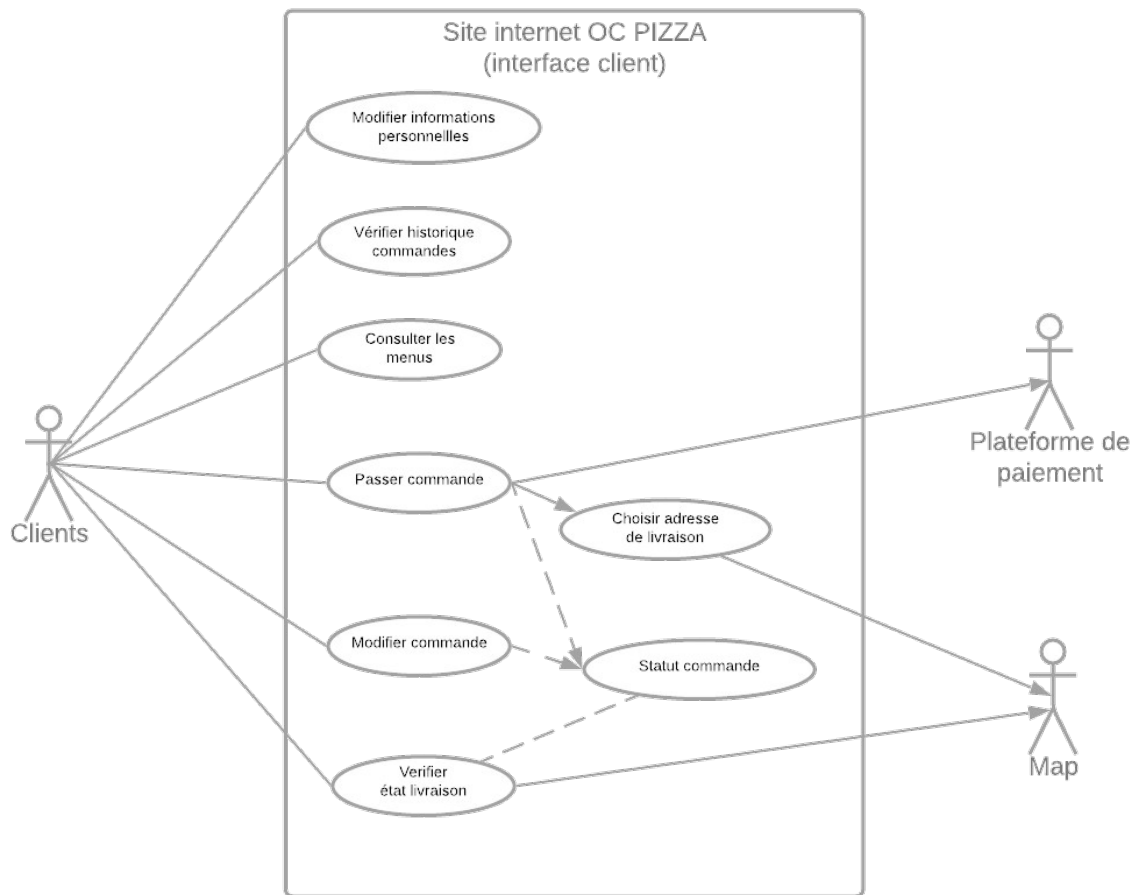 Site internet OC PIZZA
(interface client)
Modifier informations
personnellles
Vérifier historique
commandes
Consulter les
menus
Plateforme de
paiement
Passer commande
Clients
Choisir adresse
de livraison
Modifier commande
Statut commande
Verifier
état livraison
Map